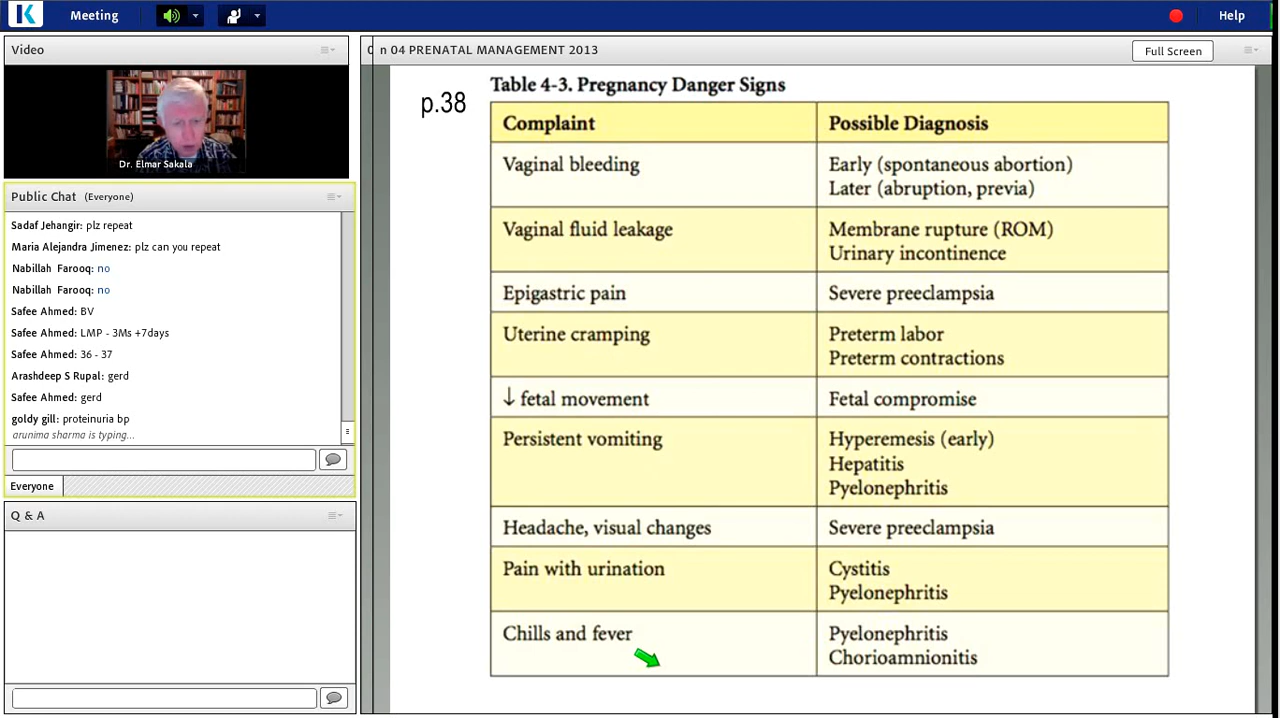 K Meeting Help
Video
Dr. Elmar Sakala
Public Chat (Everyone)
Sadaf Jehangir: plz repeat
Maria Alejandra Jimenez: plz can you repeat
Nabillah Farooq: no
Nabillah Farooq: no
Safee Ahmed: BV
Safee Ahmed: LMP - 3Ms +7days
Safee Ahmed: 36 - 37
Arashdeep S Rupal: gerd
Safee Ahmed: gerd
goldy gill: proteinuria bp
arunima sharma is typing...
Everyone
Q & A
n 04 PRENATAL MANAGEMENT 2013
Full Screen
p.38
Table 4-3. Pregnancy Danger Signs
Complaint Possible Diagnosis
Vaginal bleeding Early (spontaneous abortion)
Later (abruption, previa)
Vaginal fluid leakage Membrane rupture (ROM)
Urinary incontinence
Epigastric pain Severe preeclampsia
Uterine cramping Preterm labor
Preterm contractions
↓ fetal movement Fetal compromise
Persistent vomiting Hyperemesis (early)
Hepatitis
Pyelonephritis
Headache, visual changes Severe preeclampsia
Pain with urination Cystitis
Pyelonephritis
Chills and fever Pyelonephritis
Chorioamnionitis